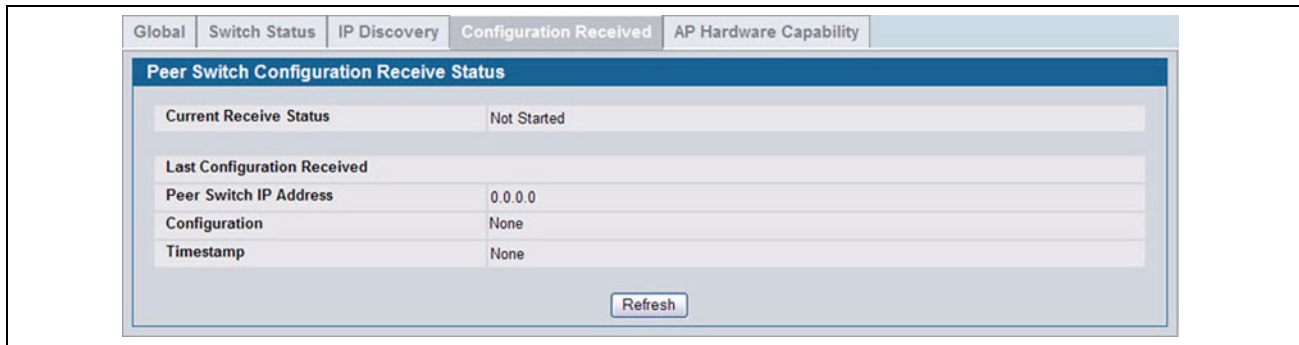 Global Switch Status IP Discovery Configuration Received AP Hardware Capability
Peer Switch Configuration Receive Status
Current Receive Status Not Started
Last Configuration Received
Peer Switch IP Address 0.0.0.0
Configuration None
Timestamp None
Refresh